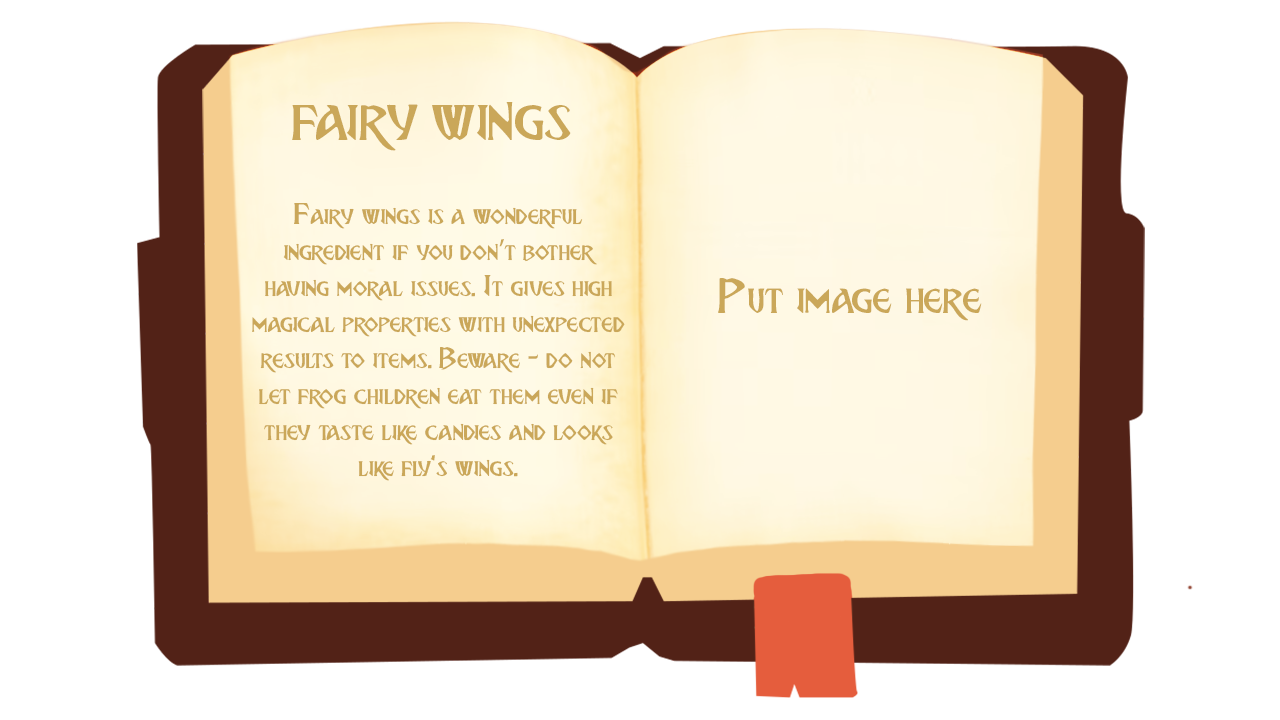 Fairy wings
Fairy wings is a wonderful
ingredient if you don't bother
having moral issues. It gives high
magical properties with unexpected
results to items. Beware - do not
let frog children eat them even if
they taste like candies and looks
like fly's wings.
Put image here